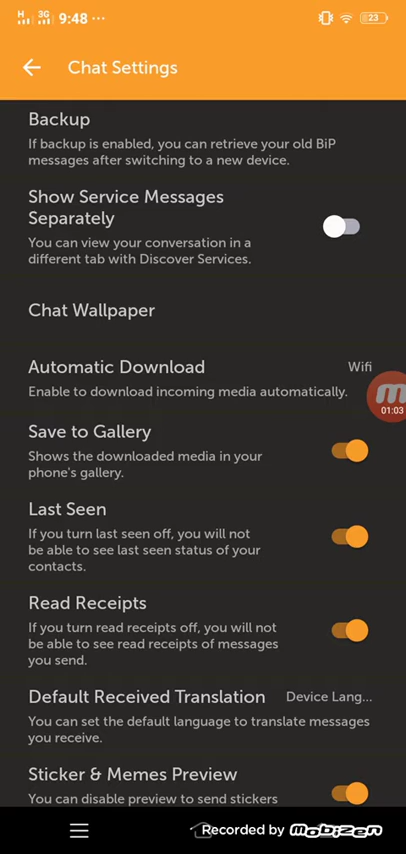 H 3G 9:48 ··· 23
Chat Settings
Backup
If backup is enabled, you can retrieve your old BiP
messages after switching to a new device.
Show Service Messages
Separately
You can view your conversation in a
different tab with Discover Services.
Chat Wallpaper
Automatic Download Wifi
Enable to download incoming media automatically.
01:03
Save to Gallery
Shows the downloaded media in your
phone's gallery.
Last Seen
If you turn last seen off, you will not
be able to see last seen status of your
contacts.
Read Receipts
If you turn read receipts off, you will not
be able to see read receipts of messages
you send.
Default Received Translation Device Lang...
You can set the default language to translate messages
you receive.
Sticker & Memes Preview
You can disable preview to send stickers
Recorded by MOBIZEN